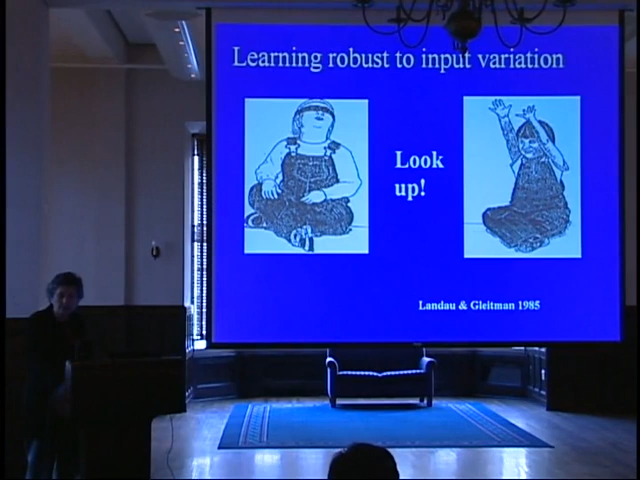 Learning robust to input variation
Look
up!
Landau & Gleitman 1985